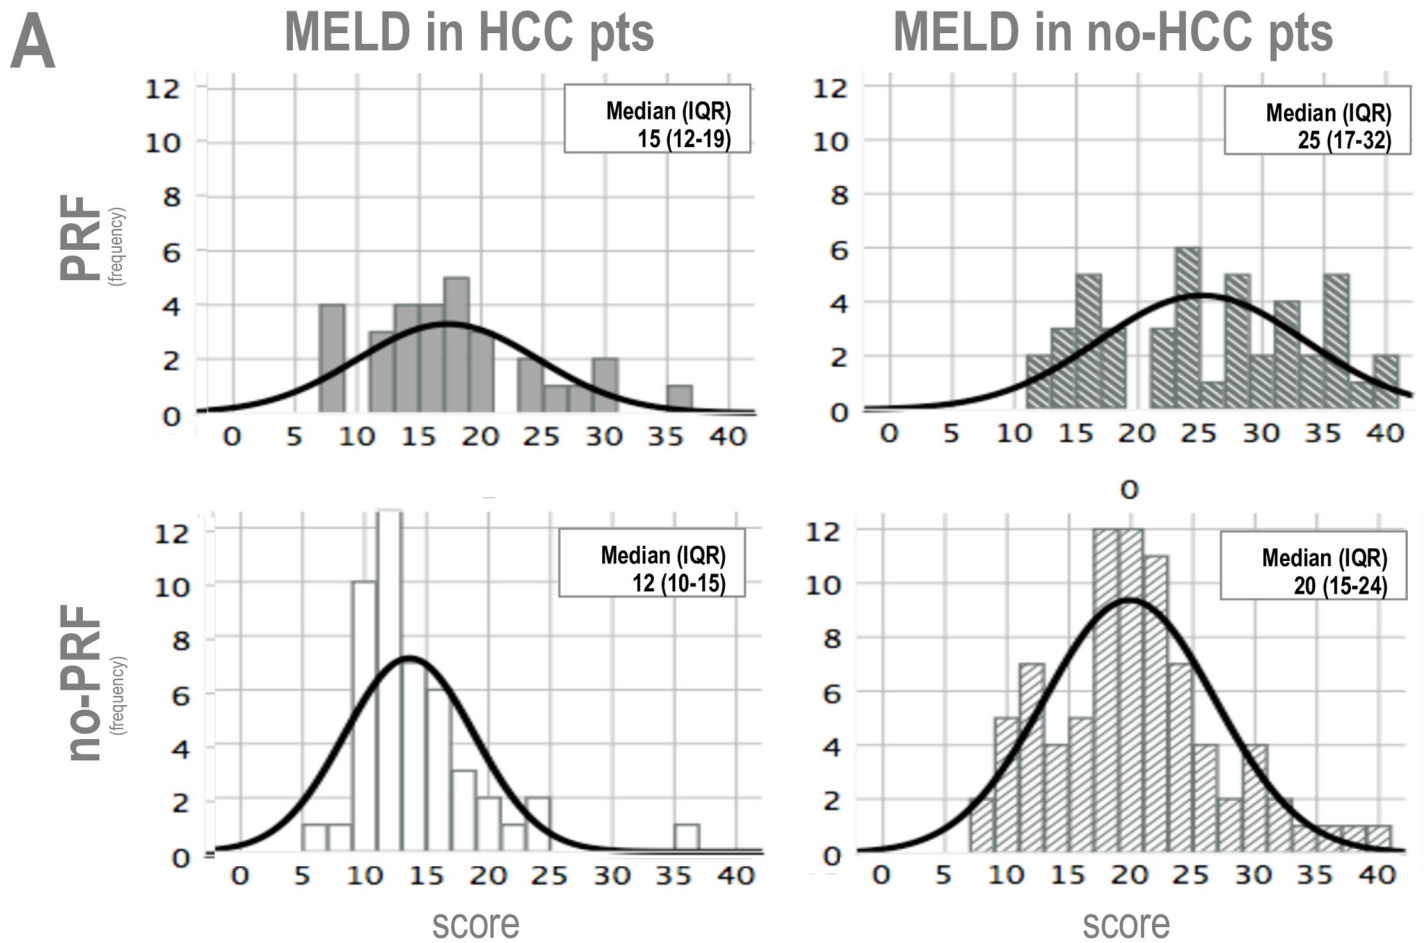 A
MELD in HCC pts
MELD in no-HCC pts
PRF
(frequency)
12
10
8
6
4
2
0
0 5 10 15 20 25 30 35 40
Median (IQR)
15 (12-19)
12
10
8
6
4
2
0
0 5 10 15 20 25 30 35 40
Median (IQR)
25 (17-32)
no-PRF
(frequency)
12
10
8
6
4
2
0
0 5 10 15 20 25 30 35 40
Median (IQR)
12 (10-15)
score
0
12
10
8
6
4
2
0
0 5 10 15 20 25 30 35 40
Median (IQR)
20 (15-24)
score